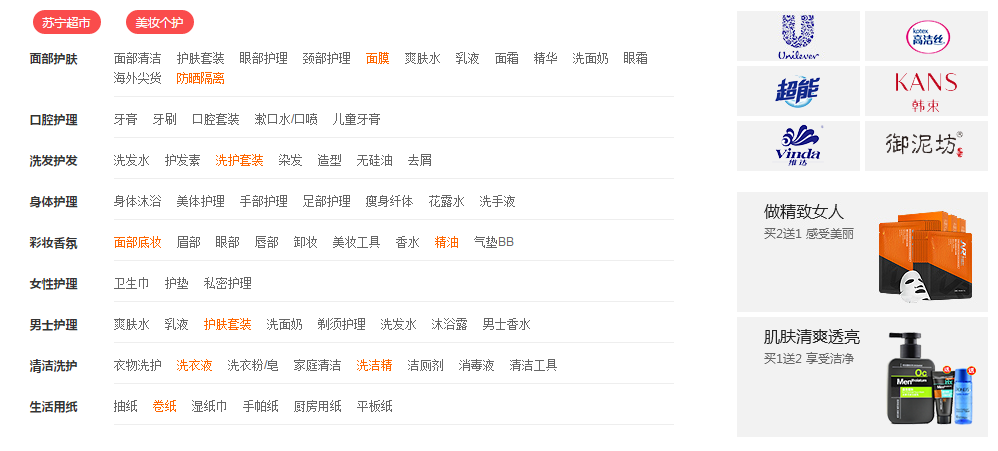 苏宁超市 美妆个护
面部护肤 面部清洁 护肤套装 眼部护理 颈部护理 面膜 爽肤水 乳液 面霜 精华 洗面奶 眼霜
海外尖货 防晒隔离
口腔护理 牙膏 牙刷 口腔套装 漱口水/口喷 儿童牙膏
洗发护发 洗发水 护发素 洗护套装 染发 造型 无硅油 去屑
身体护理 身体沐浴 美体护理 手部护理 足部护理 瘦身纤体 花露水 洗手液
彩妆香氛 面部底妆 眉部 眼部 唇部 卸妆 美妆工具 香水 精油 气垫BB
女性护理 卫生巾 护垫 私密护理
男士护理 爽肤水 乳液 护肤套装 洗面奶 剃须护理 洗发水 沐浴露 男士香水
清洁洗护 衣物洗护 洗衣液 洗衣粉/皂 家庭清洁 洗洁精 洁厕剂 消毒液 清洁工具
生活用纸 抽纸 卷纸 湿纸巾 手帕纸 厨房用纸 平板纸
Unilever
kotex
高洁丝
超能
KANS
韩束
Vinda
维达
御泥坊
做精致女人
买2送1 感受美丽
肌肤清爽透亮
买1送2 享受洁净
Oc
Men